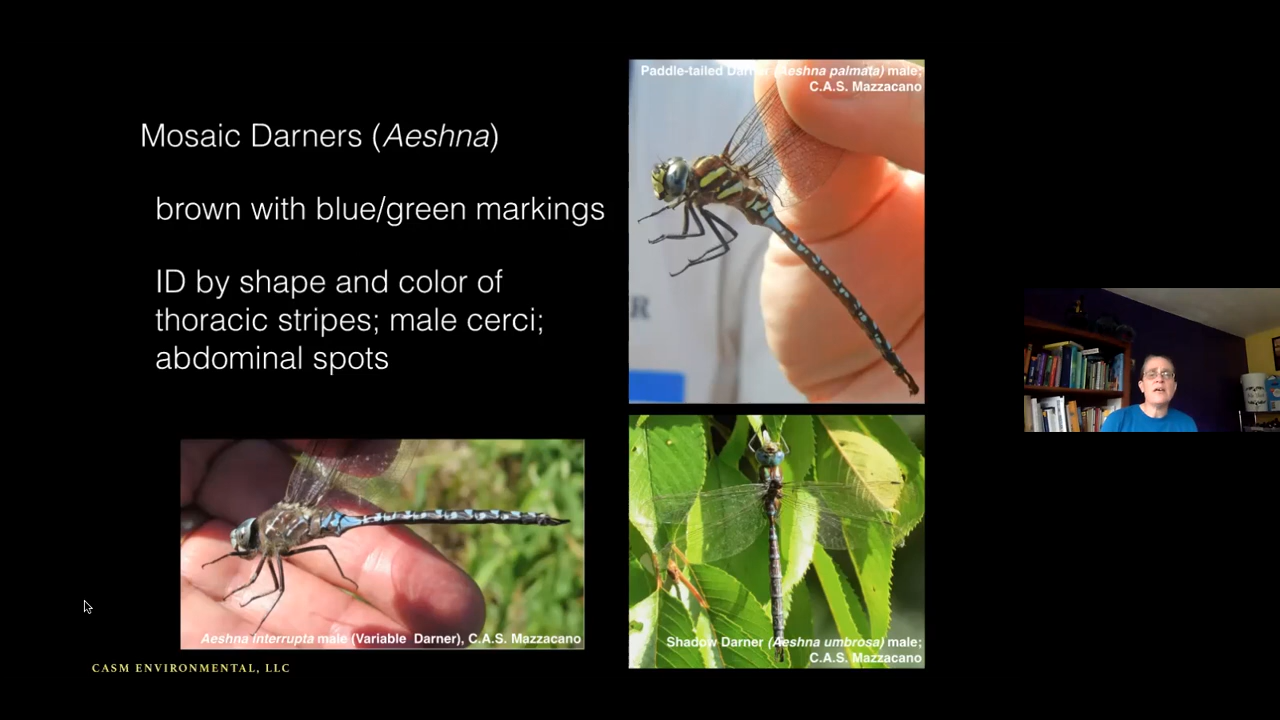 Mosaic Darners (Aeshna)
brown with blue/green markings
ID by shape and color of
thoracic stripes; male cerci;
abdominal spots
Paddle-tailed Darner (Aeshna palmata) male;
C.A.S. Mazzacano
R
Aeshna interrupta male (Variable Darner), C.A.S. Mazzacano
Shadow Darner (Aeshna umbrosa) male;
C.A.S. Mazzacano
CASM ENVIRONMENTAL, LLC